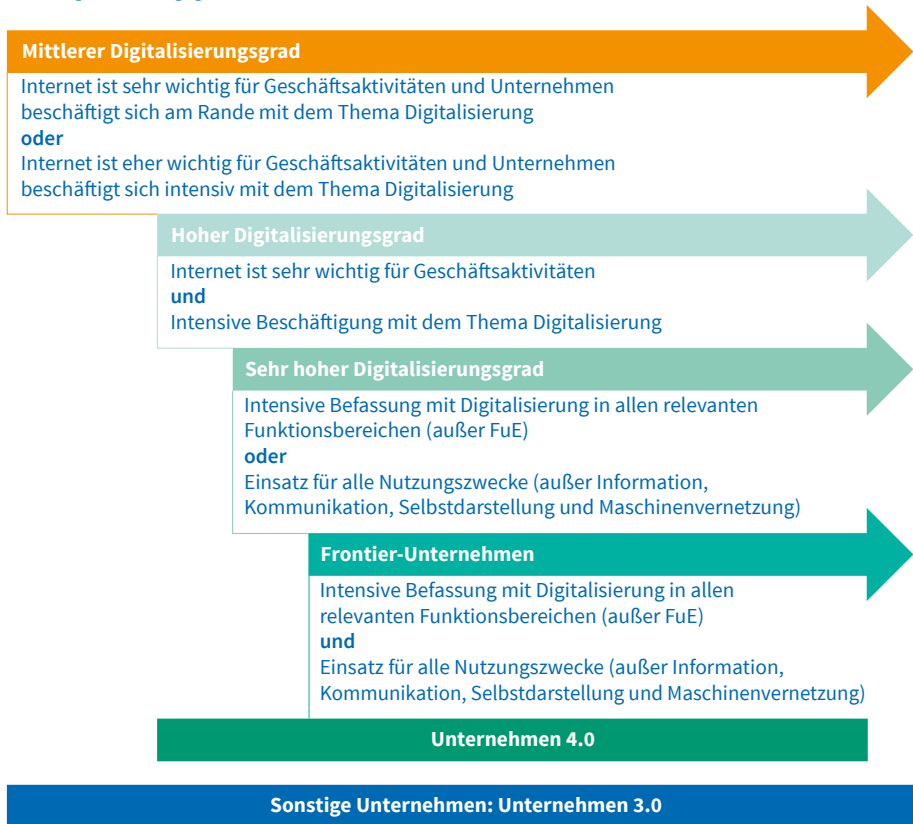 Mittlerer Digitalisierungsgrad
Internet ist sehr wichtig für Geschäftsaktivitäten und Unternehmen
beschäftigt sich am Rande mit dem Thema Digitalisierung
oder
Internet ist eher wichtig für Geschäftsaktivitäten und Unternehmen
beschäftigt sich intensiv mit dem Thema Digitalisierung
Hoher Digitalisierungsgrad
Internet ist sehr wichtig für Geschäftsaktivitäten
und
Intensive Beschäftigung mit dem Thema Digitalisierung
Sehr hoher Digitalisierungsgrad
Intensive Befassung mit Digitalisierung in allen relevanten
Funktionsbereichen (außer FuE)
oder
Einsatz für alle Nutzungszwecke (außer Information,
Kommunikation, Selbstdarstellung und Maschinenvernetzung)
Frontier-Unternehmen
Intensive Befassung mit Digitalisierung in allen
relevanten Funktionsbereichen (außer FuE)
und
Einsatz für alle Nutzungszwecke (außer Information,
Kommunikation, Selbstdarstellung und Maschinenvernetzung)
Unternehmen 4.0
Sonstige Unternehmen: Unternehmen 3.0